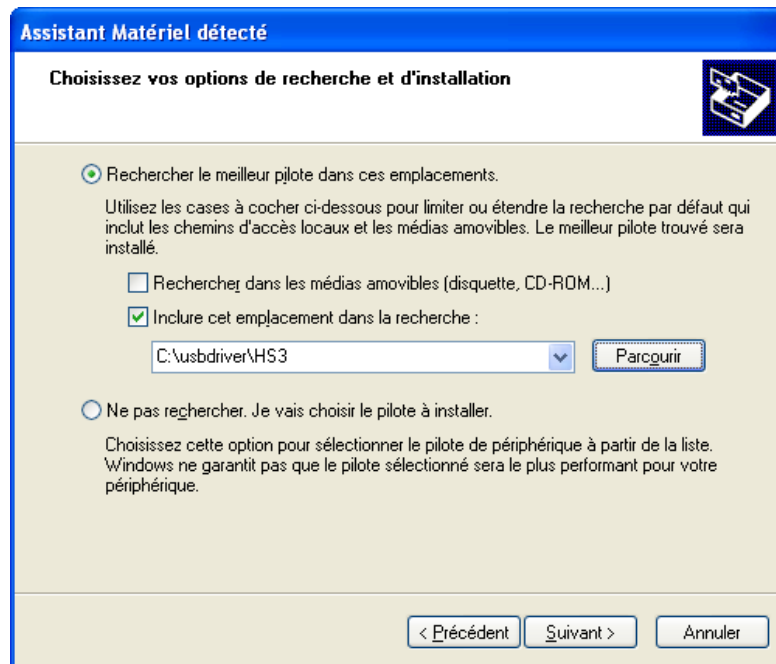 Assistant Matériel détecté
Choisissez vos options de recherche et d'installation
Rechercher le meilleur pilote dans ces emplacements.
Utilisez les cases à cocher ci-dessous pour limiter ou étendre la recherche par défaut qui
inclut les chemins d'accès locaux et les médias amovibles. Le meilleur pilote trouvé sera
installé.
Rechercher dans les médias amovibles (disquette, CD-ROM...)
Inclure cet emplacement dans la recherche :
C:\usbdriver\HS3
Parcourir
Ne pas rechercher. Je vais choisir le pilote à installer.
Choisissez cette option pour sélectionner le pilote de périphérique à partir de la liste.
Windows ne garantit pas que le pilote sélectionné sera le plus performant pour votre
périphérique.
< Précédent Suivant > Annuler